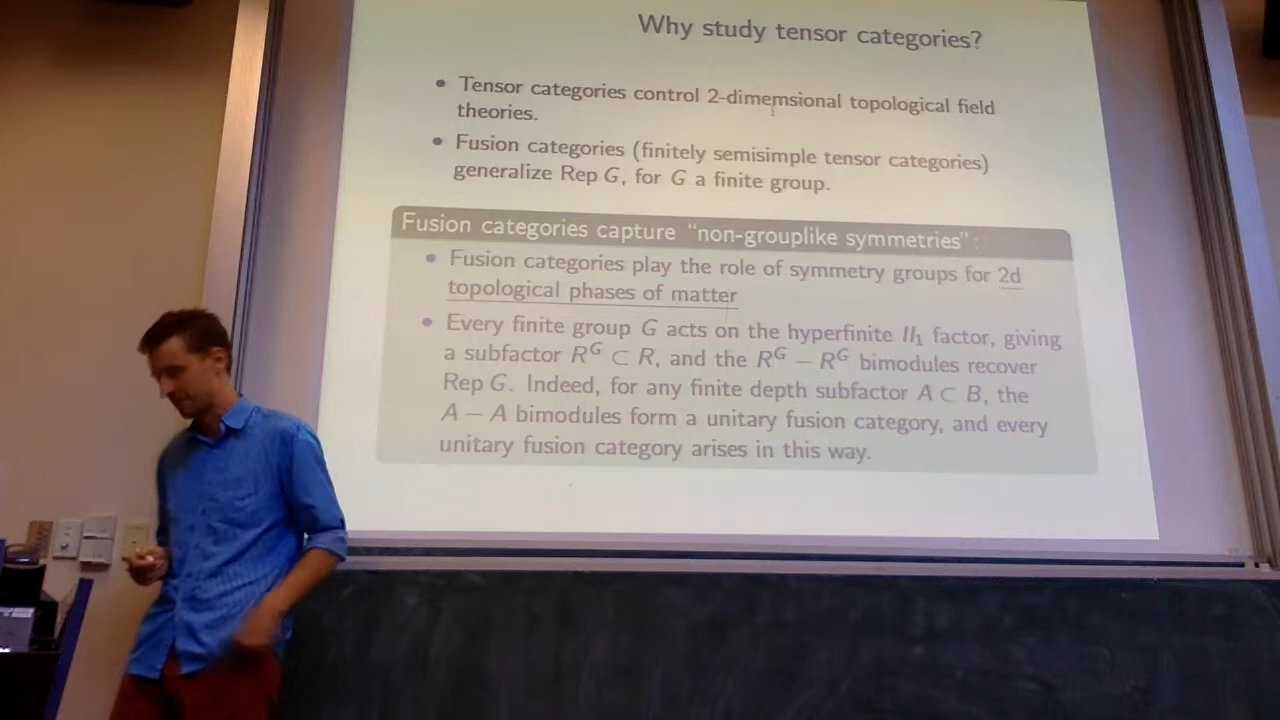 Why study tensor categories?
• Tensor categories control 2-dimemsional topological field
theories.
• Fusion categories (finitely semisimple tensor categories)
generalize Rep G, for G a finite group.
Fusion categories capture “non-grouplike symmetries”:
• Fusion categories play the role of symmetry groups for 2d
topological phases of matter
• Every finite group G acts on the hyperfinite II₁ factor, giving
a subfactor Rᴳ ⊂ R, and the Rᴳ − Rᴳ bimodules recover
Rep G. Indeed, for any finite depth subfactor A ⊂ B, the
A − A bimodules form a unitary fusion category, and every
unitary fusion category arises in this way.